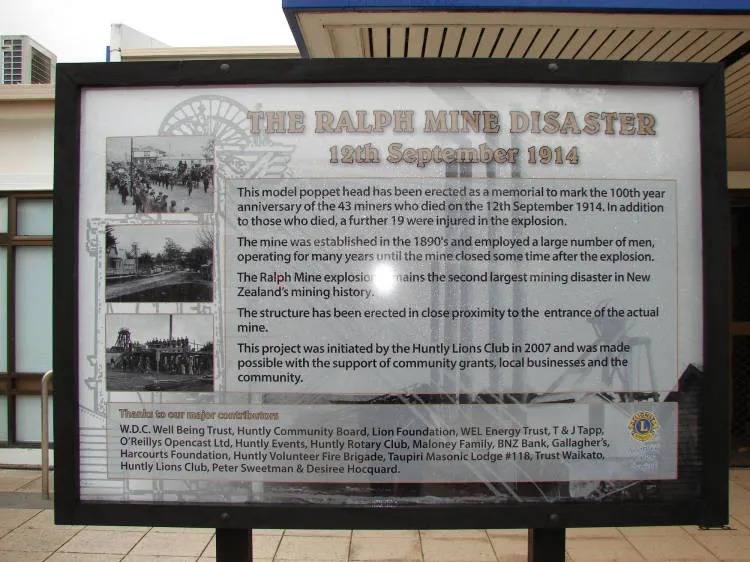 THE RALPH MINE DISASTER
12th September 1914
This model poppet head has been erected as a memorial to mark the 100th year
anniversary of the 43 miners who died on the 12th September 1914. In addition
to those who died, a further 19 were injured in the explosion.
The mine was established in the 1890's and employed a large number of men,
operating for many years until the mine closed some time after the explosion.
The Ralph Mine explosion remains the second largest mining disaster in New
Zealand's mining history.
The structure has been erected in close proximity to the entrance of the actual
mine.
This project was initiated by the Huntly Lions Club in 2007 and was made
possible with the support of community grants, local businesses and the
community.
Thanks to our major contributors
W.D.C. Well Being Trust, Huntly Community Board, Lion Foundation, WEL Energy Trust, T & J Tapp,
O'Reillys Opencast Ltd, Huntly Events, Huntly Rotary Club, Maloney Family, BNZ Bank, Gallagher's,
Harcourts Foundation, Huntly Volunteer Fire Brigade, Taupiri Masonic Lodge #118, Trust Waikato,
Huntly Lions Club, Peter Sweetman & Desiree Hocquard.
L